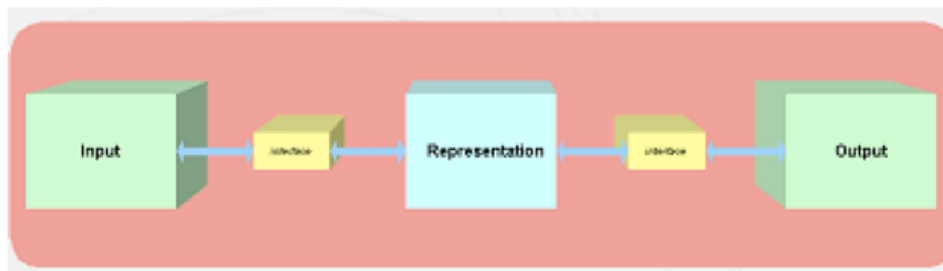 Input
Interface
Representation
Interface
Output